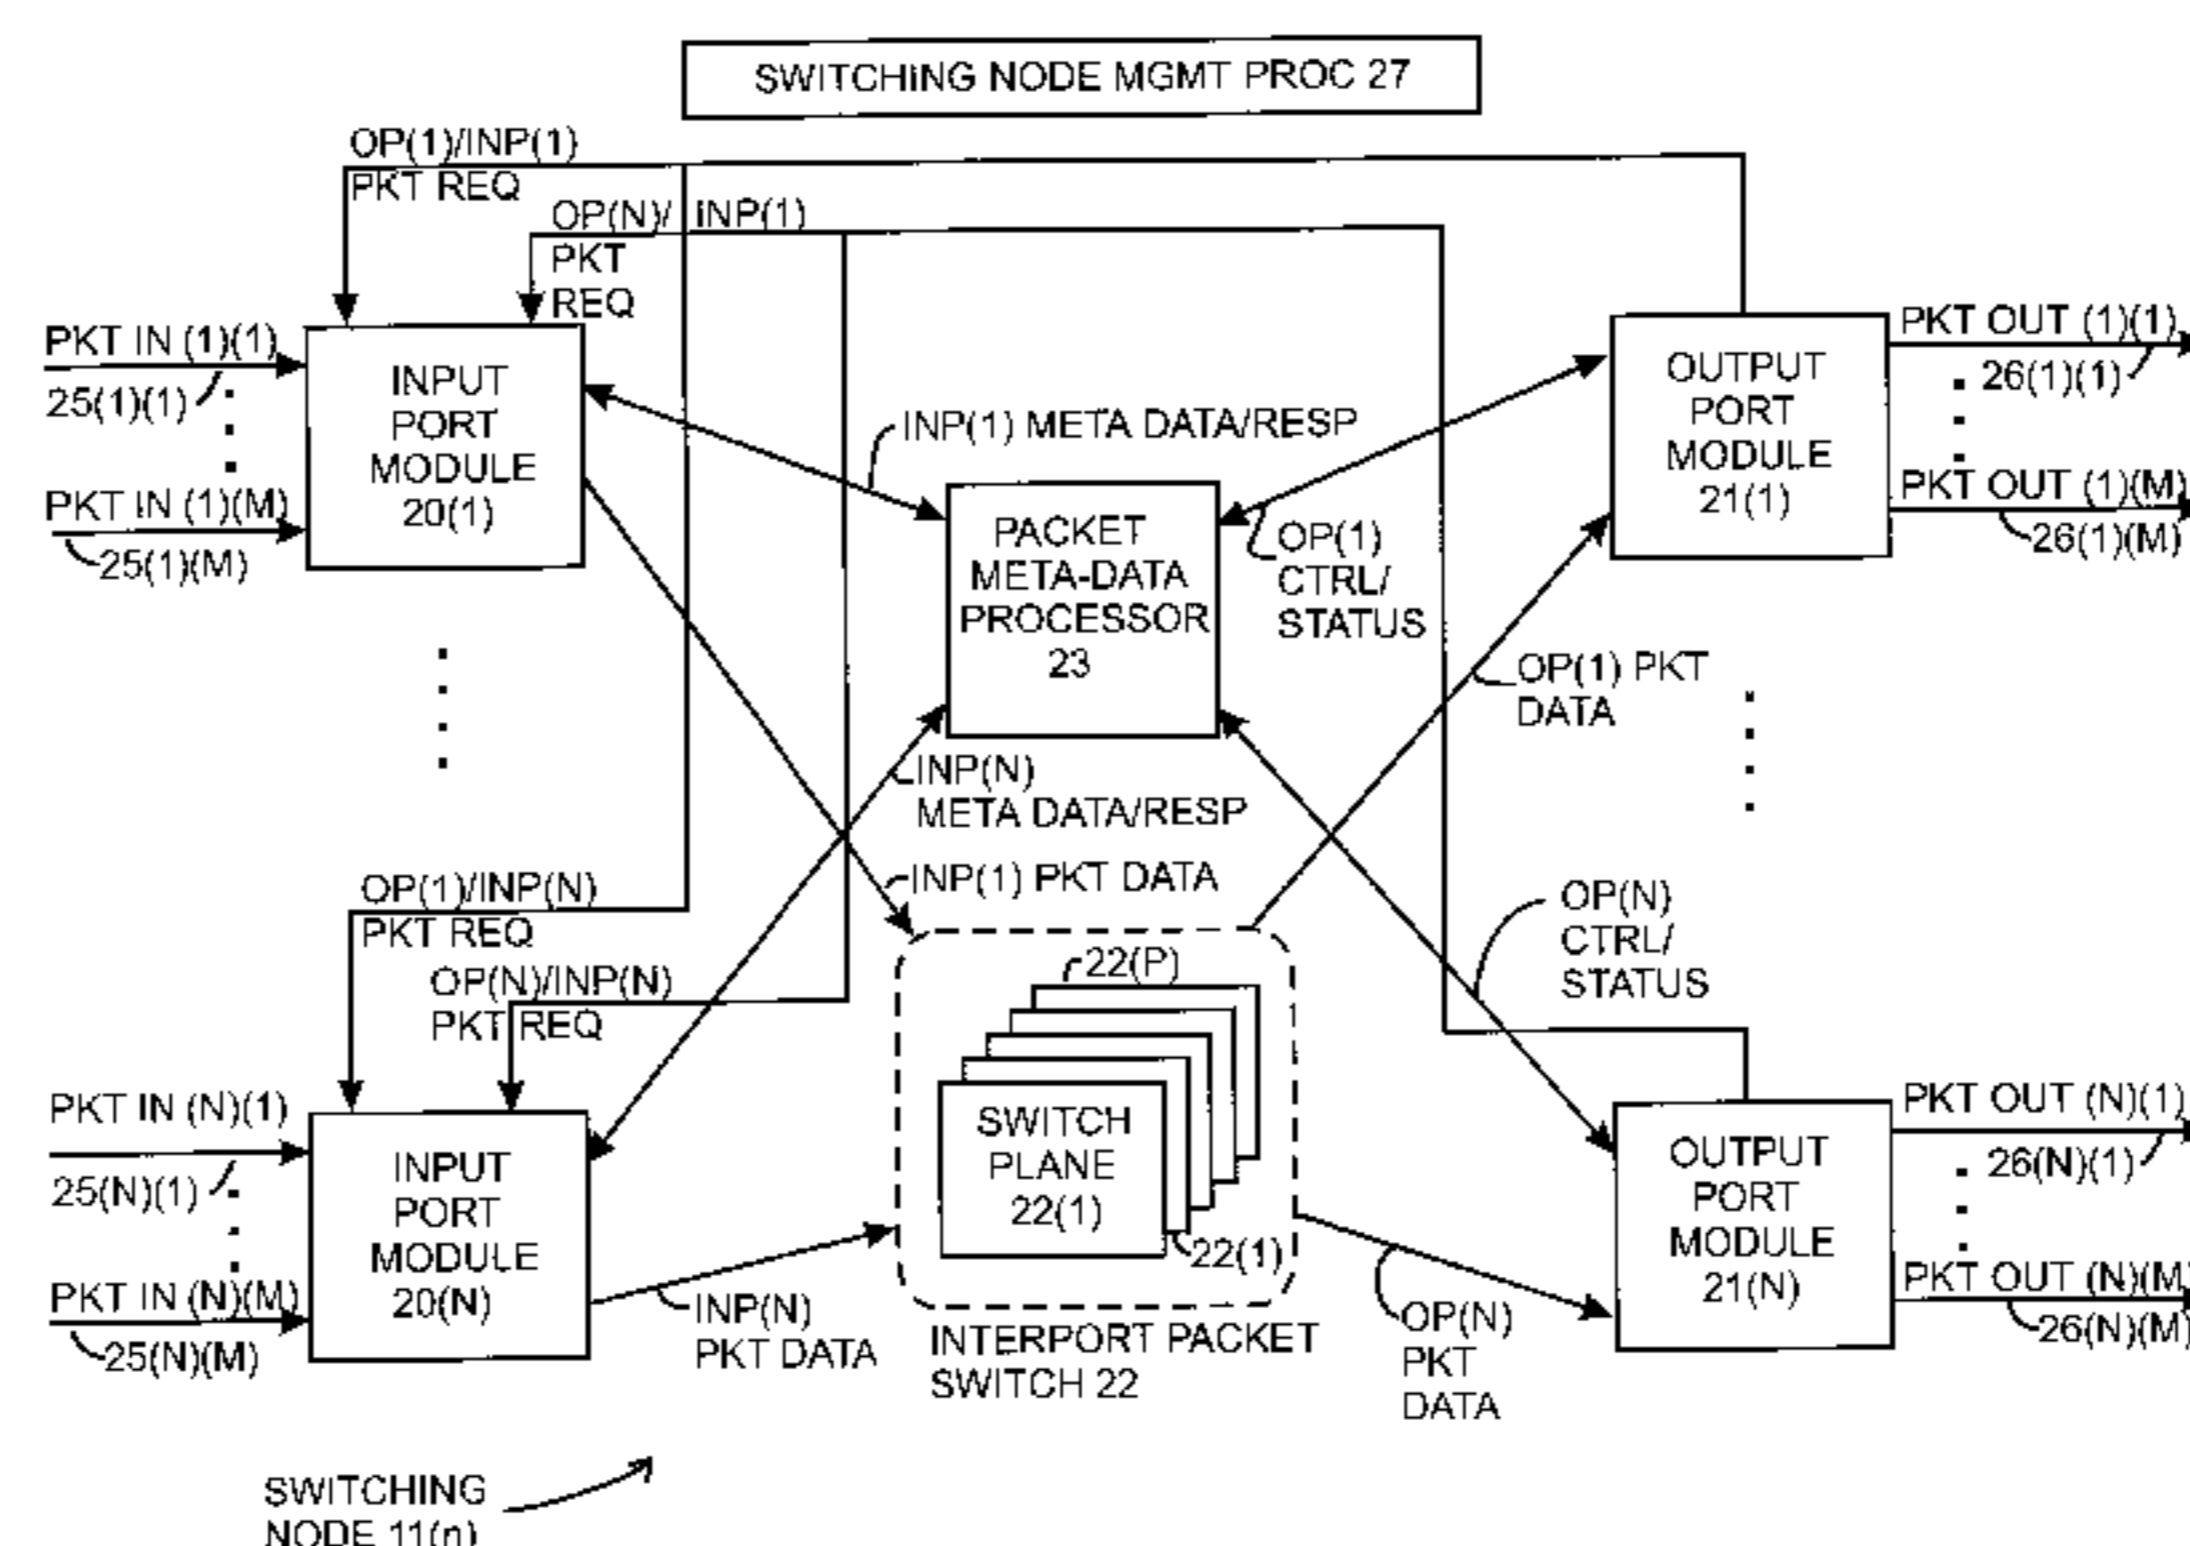 SWITCHING NODE MGMT PROC 27
OP(1)/INP(1)
PKT REQ
OP(N)/ INP(1)
PKT
REQ
PKT IN (1)(1)
25(1)(1)
PKT IN (1)(M)
25(1)(M)
INPUT
PORT
MODULE
20(1)
INP(1) META DATA/RESP
PACKET
META-DATA
PROCESSOR
23
OP(1)
CTRL/
STATUS
OUTPUT
PORT
MODULE
21(1)
PKT OUT (1)(1)
26(1)(1)
PKT OUT (1)(M)
26(1)(M)
OP(1) PKT
DATA
INP(N)
META DATA/RESP
INP(1) PKT DATA
OP(1)/INP(N)
PKT REQ
OP(N)/INP(N)
PKT REQ
OP(N)
CTRL/
STATUS
22(P)
SWITCH
PLANE
22(1)
22(1)
INTERPORT PACKET
SWITCH 22
PKT IN (N)(1)
25(N)(1)
PKT IN (N)(M)
25(N)(M)
INPUT
PORT
MODULE
20(N)
INP(N)
PKT DATA
OP(N)
PKT
DATA
OUTPUT
PORT
MODULE
21(N)
PKT OUT (N)(1)
26(N)(1)
PKT OUT (N)(M)
26(N)(M)
SWITCHING
NODE 11(n)